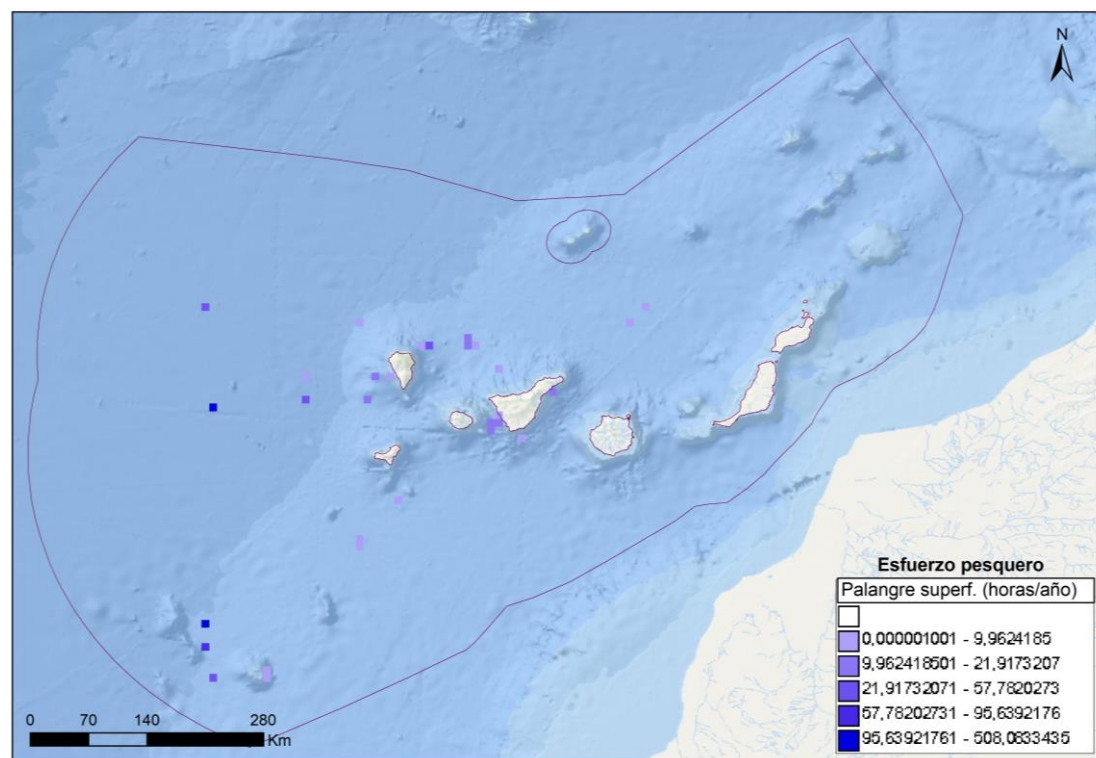 N
Esfuerzo pesquero
Palangre superf. (horas/año)
0,000001001 - 9,9624185
9,962418501 - 21,9173207
21,91732071 - 57,7820273
57,78202731 - 95,6392176
95,63921761 - 508,0833435
0 70 140 280
Km